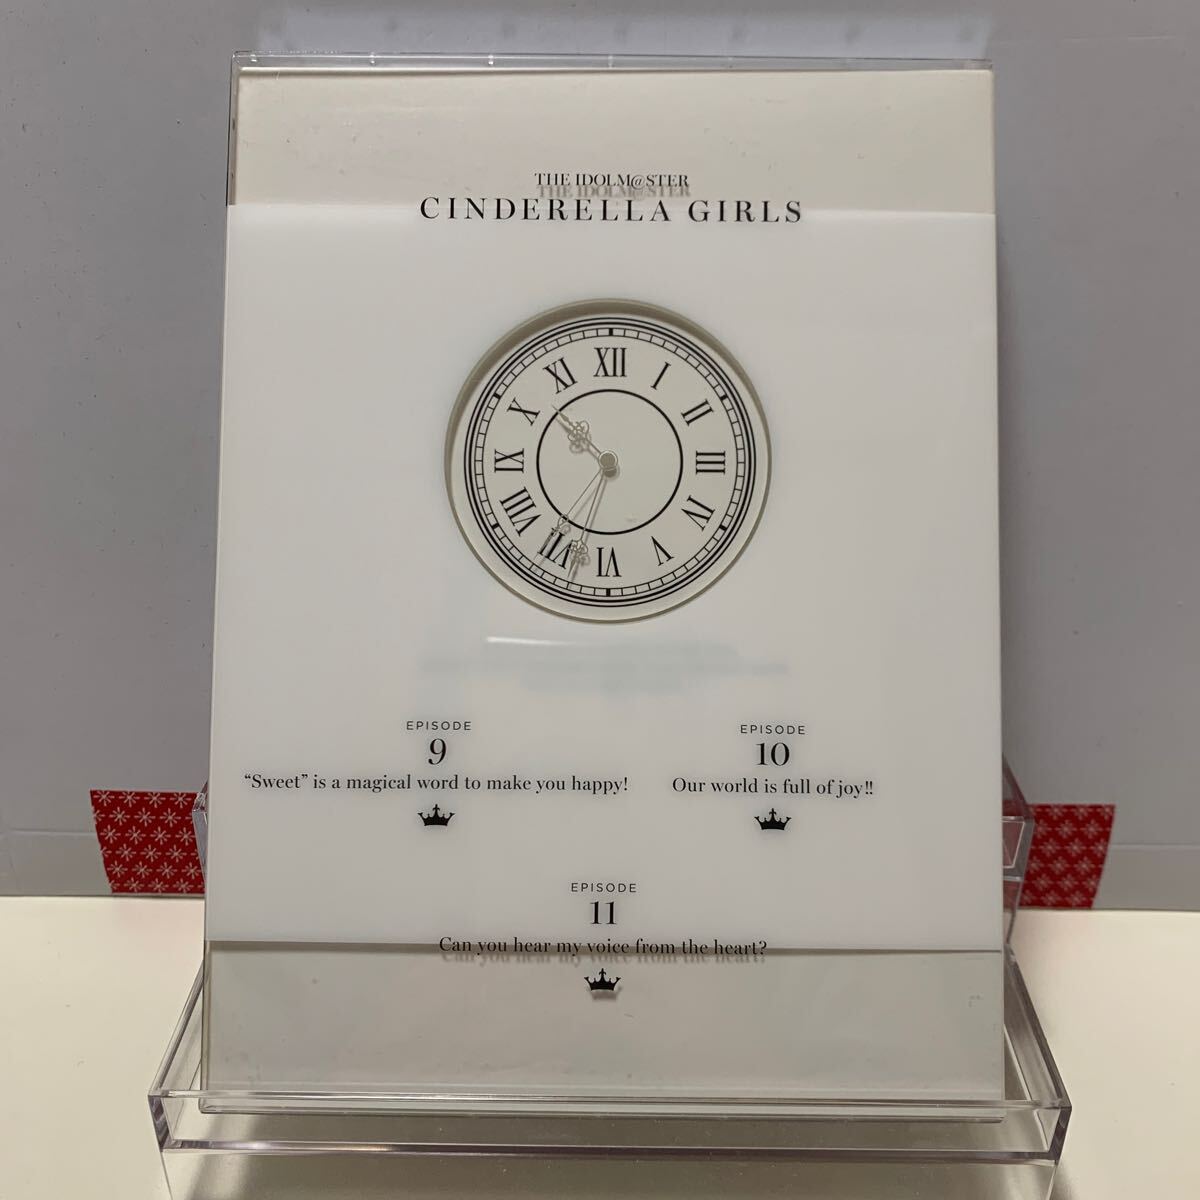 THE IDOLM@STER
CINDERELLA GIRLS
XII
I
II
III
IV
V
VI
VII
VIII
IX
X
XI
EPISODE
9
“Sweet” is a magical word to make you happy!
EPISODE
10
Our world is full of joy!!
EPISODE
11
Can you hear my voice from the heart?